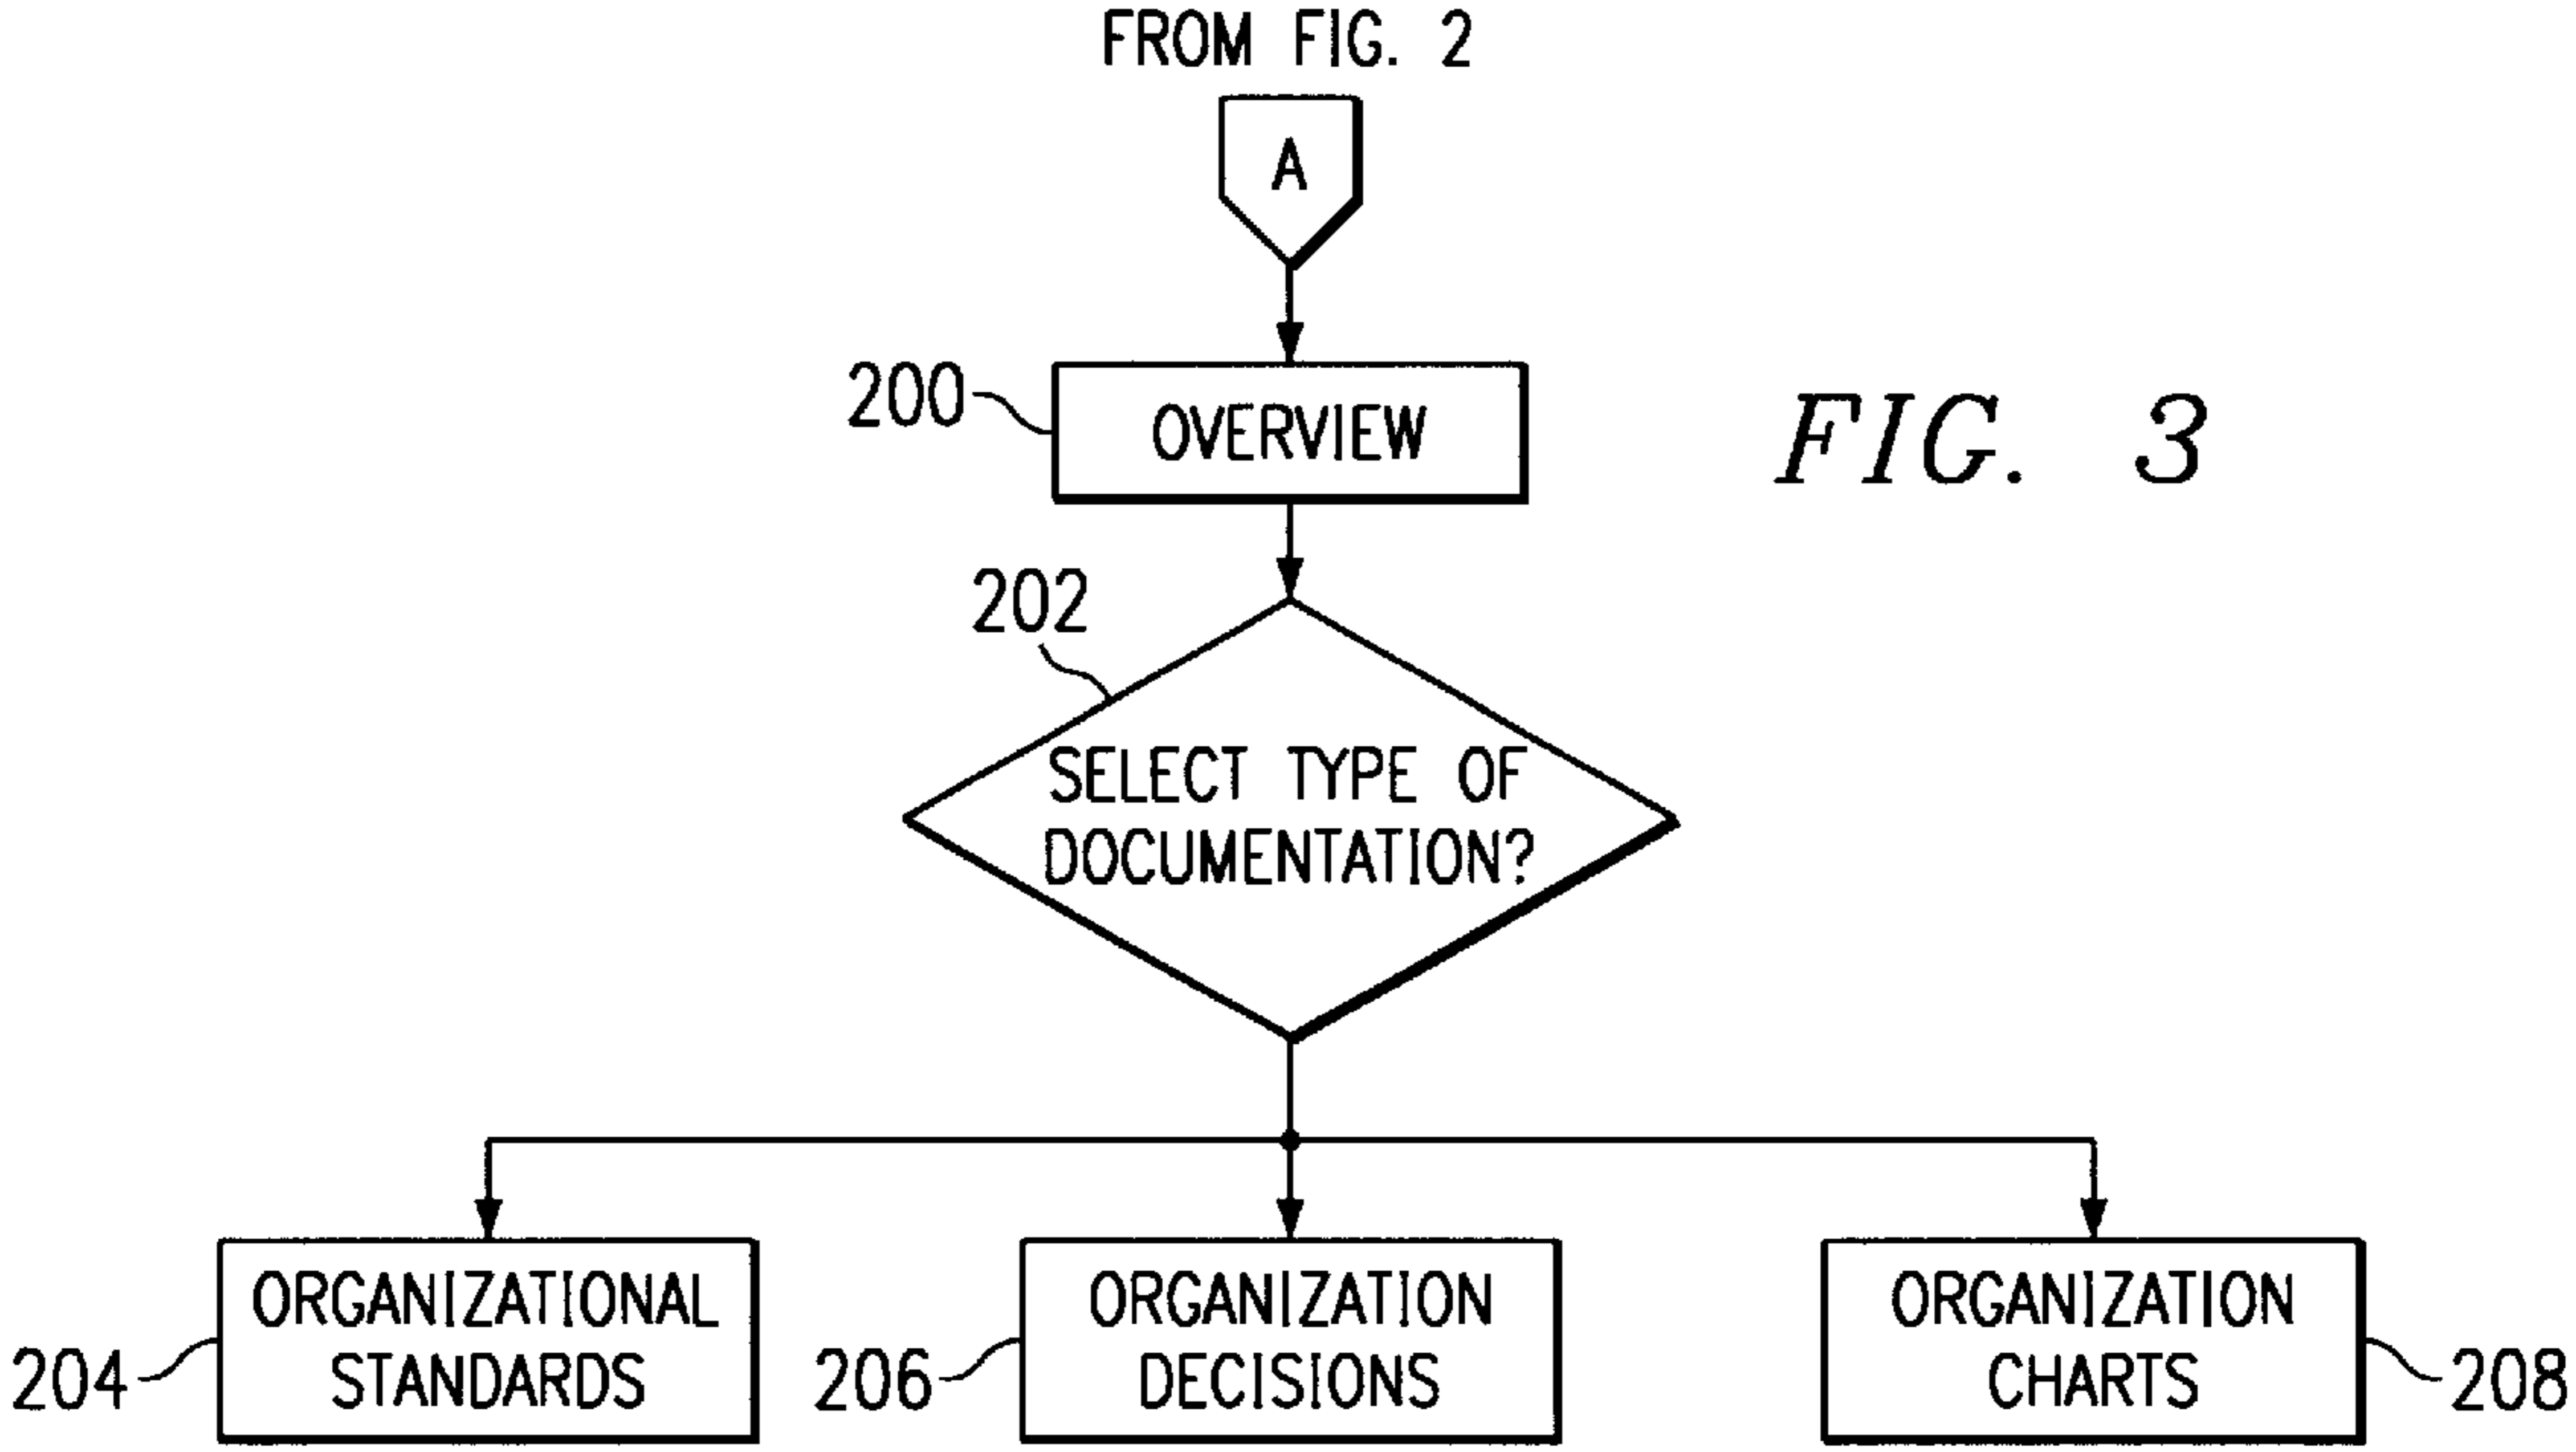 FROM FIG. 2
A
200
OVERVIEW
FIG. 3
202
SELECT TYPE OF
DOCUMENTATION?
ORGANIZATIONAL
STANDARDS
204
ORGANIZATION
DECISIONS
206
ORGANIZATION
CHARTS
208